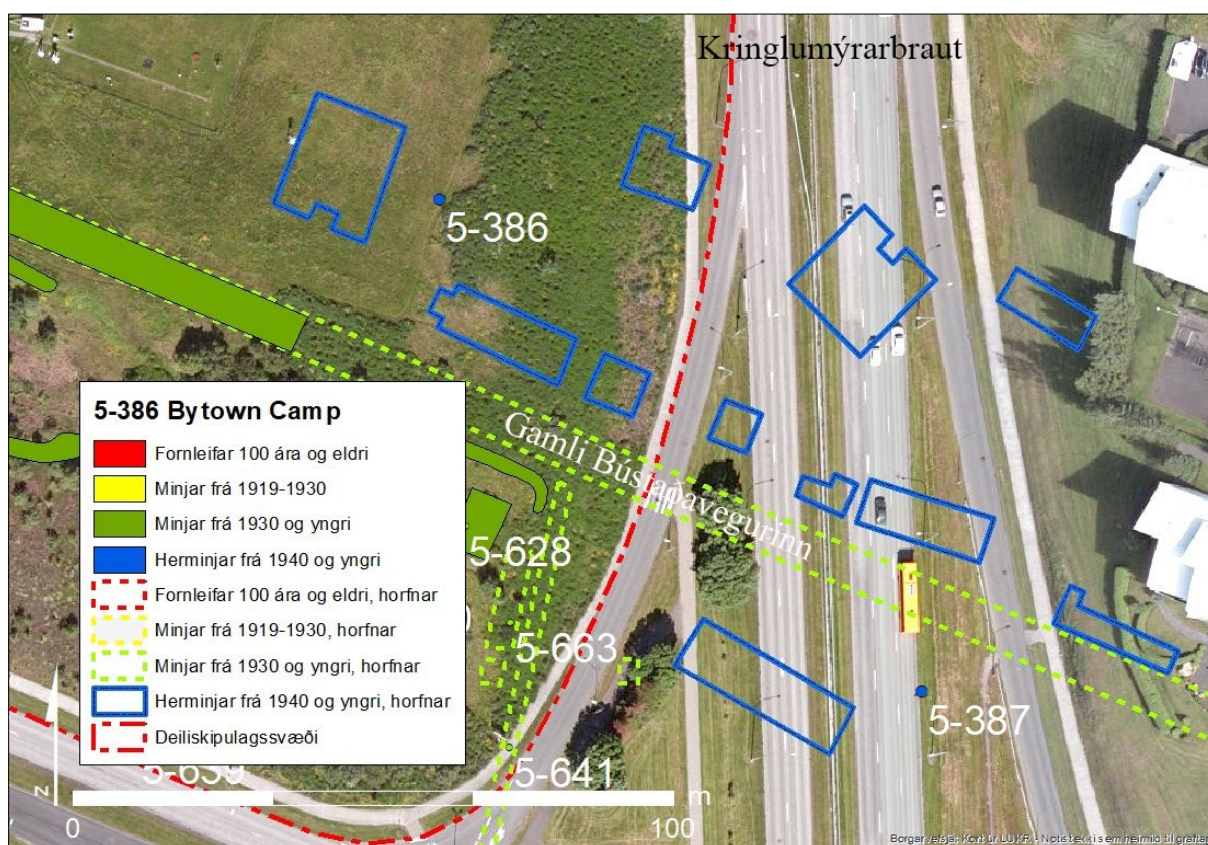 Kringlumýrarbraut
5-386
Gamli Bústaðavegurinn
5-386 Bytown Camp
Fornleifar 100 ára og eldri
Minjar frá 1919-1930
Minjar frá 1930 og yngri
Herminjar frá 1940 og yngri
Fornleifar 100 ára og eldri, horfnar
Minjar frá 1919-1930, horfnar
Minjar frá 1930 og yngri, horfnar
Herminjar frá 1940 og yngri, horfnar
Deiliskipulagssvæði
5-628
5-663
5-387
5-641
N
m
0
100